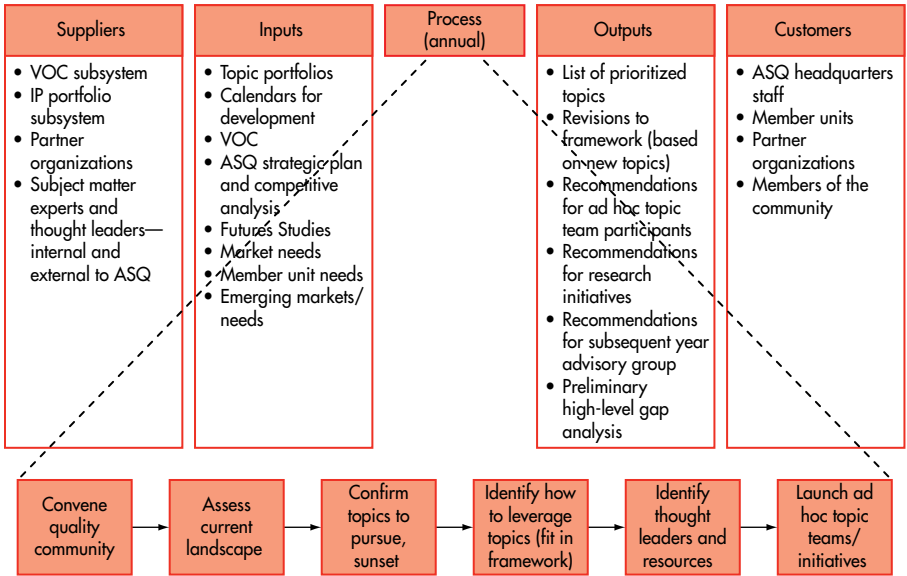 Suppliers
• VOC subsystem
• IP portfolio
subsystem
• Partner
organizations
• Subject matter
experts and
thought leaders—
internal and
external to ASQ
Inputs
• Topic portfolios
• Calendars for
development
• VOC
• ASQ strategic plan
and competitive
analysis
• Futures Studies
• Market needs
• Member unit needs
• Emerging markets/
needs
Process
(annual)
Outputs
• List of prioritized
topics
• Revisions to
framework (based
on new topics)
• Recommendations
for ad hoc topic
team participants
• Recommendations
for research
initiatives
• Recommendations
for subsequent year
advisory group
• Preliminary
high-level gap
analysis
Customers
• ASQ headquarters
staff
• Member units
• Partner
organizations
• Members of the
community
Convene
quality
community
Assess
current
landscape
Confirm
topics to
pursue,
sunset
Identify how
to leverage
topics (fit in
framework)
Identify
thought
leaders and
resources
Launch ad
hoc topic
teams/
initiatives